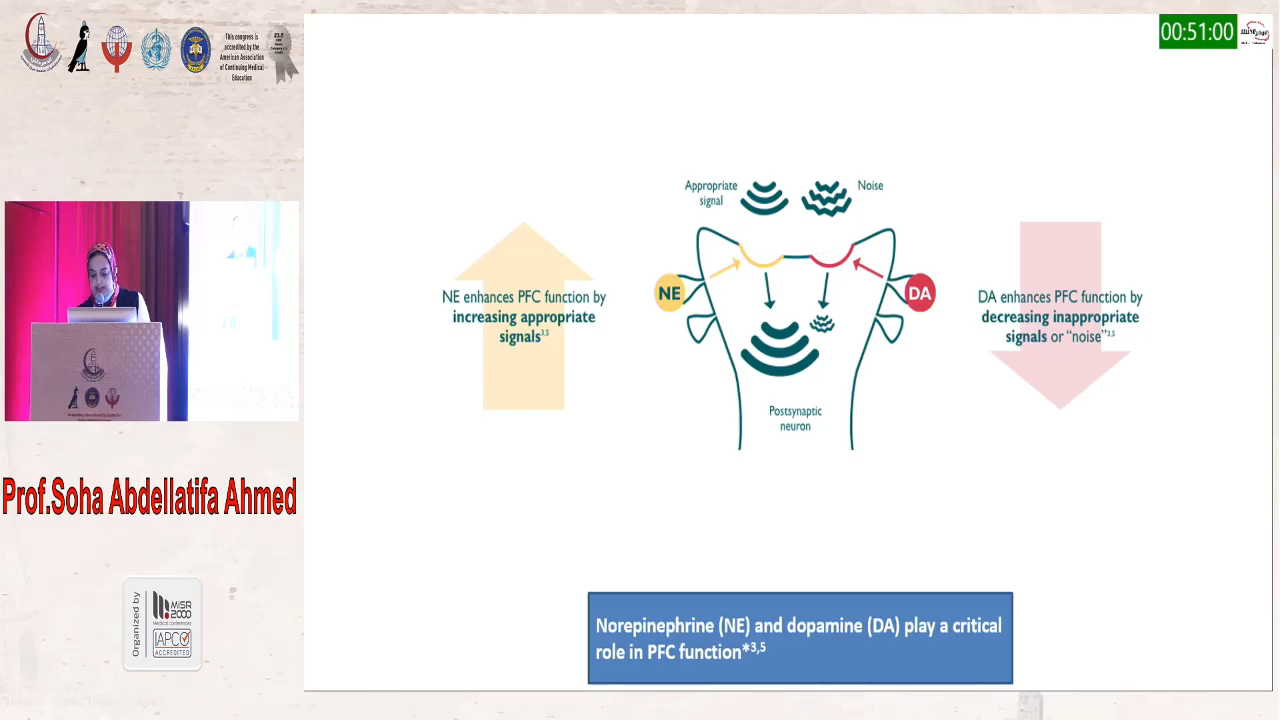 This congress is
accredited by the
American Association
of Continuing Medical
Education
00:51:00
Appropriate
signal
Noise
NE
DA
NE enhances PFC function by
increasing appropriate
signals3,5
DA enhances PFC function by
decreasing inappropriate
signals or “noise”3,5
Postsynaptic
neuron
Prof.Soha Abdellatifa Ahmed
Organized by
MISR
2000
Medical conferences
IAPCO
ACCREDITED
Norepinephrine (NE) and dopamine (DA) play a critical
role in PFC function*3,5